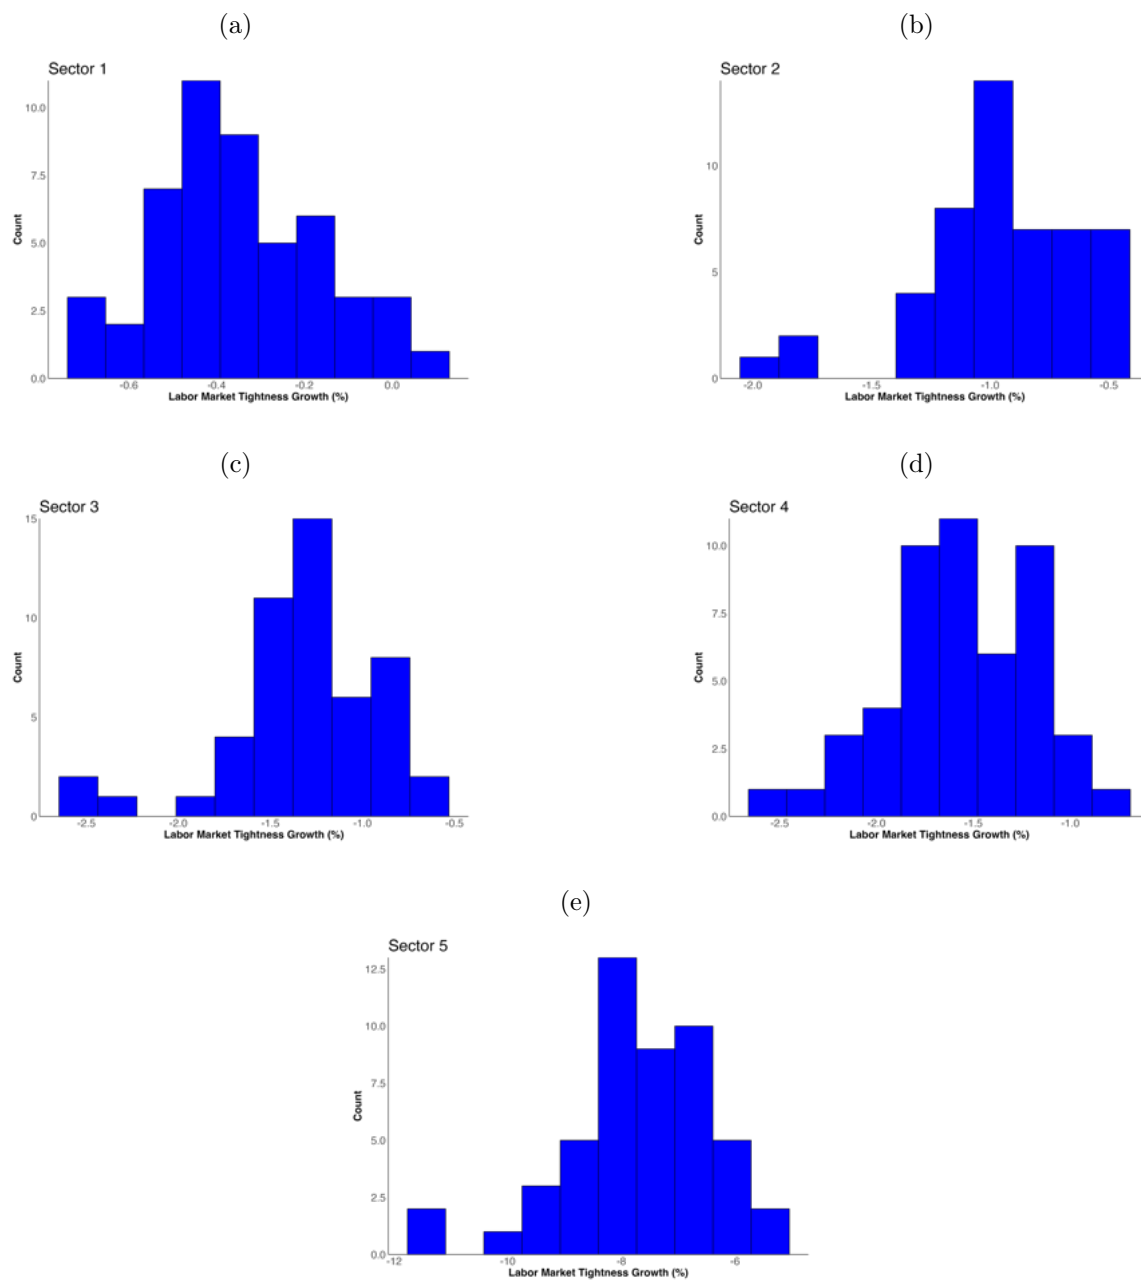 (a)
Sector 1
10.0
7.5
5.0
2.5
0.0
Count
-0.6 -0.4 -0.2 0.0
Labor Market Tightness Growth (%)
(b)
Sector 2
10
5
0
Count
-2.0 -1.5 -1.0 -0.5
Labor Market Tightness Growth (%)
(c)
Sector 3
15
10
5
0
Count
-2.5 -2.0 -1.5 -1.0 -0.5
Labor Market Tightness Growth (%)
(d)
Sector 4
10.0
7.5
5.0
2.5
0.0
Count
-2.5 -2.0 -1.5 -1.0
Labor Market Tightness Growth (%)
(e)
Sector 5
12.5
10.0
7.5
5.0
2.5
0.0
Count
-12 -10 -8 -6
Labor Market Tightness Growth (%)